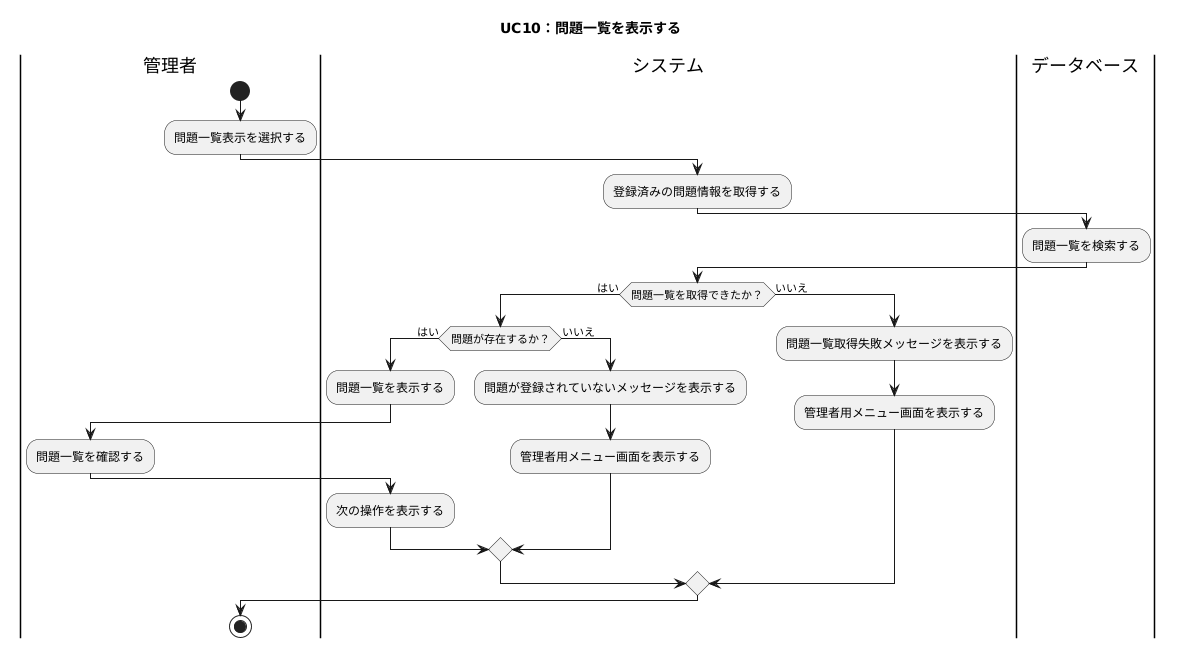 UC10：問題一覧を表示する
管理者
システム
データベース
問題一覧表示を選択する
登録済みの問題情報を取得する
問題一覧を検索する
はい
問題一覧を取得できたか？
いいえ
はい
問題が存在するか？
いいえ
問題一覧取得失敗メッセージを表示する
問題一覧を表示する
問題が登録されていないメッセージを表示する
管理者用メニュー画面を表示する
問題一覧を確認する
管理者用メニュー画面を表示する
次の操作を表示する